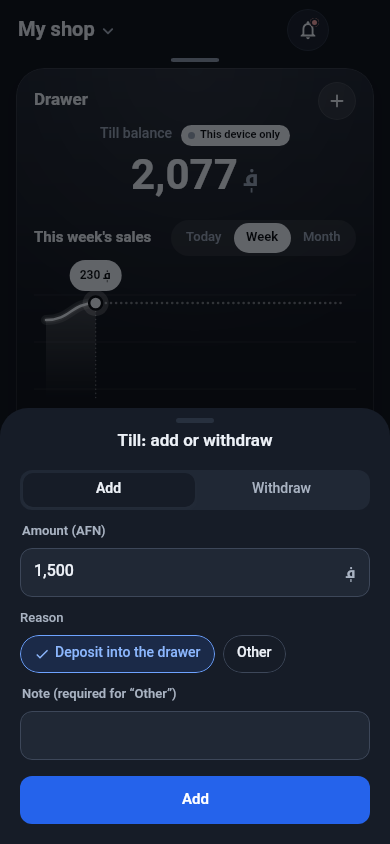 My shop
Drawer
Till balance
This device only
2,077 ؋
This week's sales
Today
Week
Month
230 ؋
Till: add or withdraw
Add
Withdraw
Amount (AFN)
1,500
؋
Reason
Deposit into the drawer
Other
Note (required for “Other”)
Add